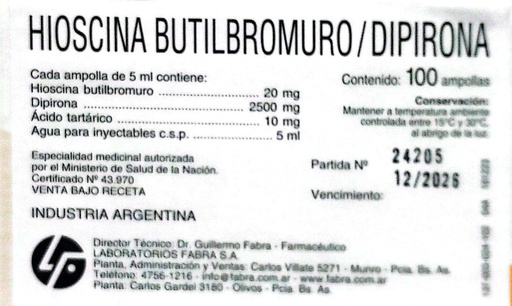 HIOSCINA BUTILBROMURO / DIPIRONA
Cada ampolla de 5 ml contiene:
Hioscina butilbromuro .................... 20 mg
Dipirona .......................................... 2500 mg
Ácido tartárico ................................ 10 mg
Agua para inyectables c.s.p. ............... 5 ml
Contenido: 100 ampollas
Conservación:
Mantener a temperatura ambiente
controlada entre 15°C y 30°C,
al abrigo de la luz.
Especialidad medicinal autorizada
por el Ministerio de Salud de la Nación.
Certificado Nº 43.970
VENTA BAJO RECETA
Partida Nº 24205
Vencimiento: 12/2026
INDUSTRIA ARGENTINA
Director Técnico: Dr. Guillermo Fabra - Farmacéutico
LABORATORIOS FABRA S.A.
Planta, Administración y Ventas: Carlos Villate 5271 - Munro - Pcia. Bs. As.
Teléfono: 4756-1216 - info@fabra.com.ar - www.fabra.com.ar
Planta: Carlos Gardel 3180 - Olivos - Pcia. Bs. As.